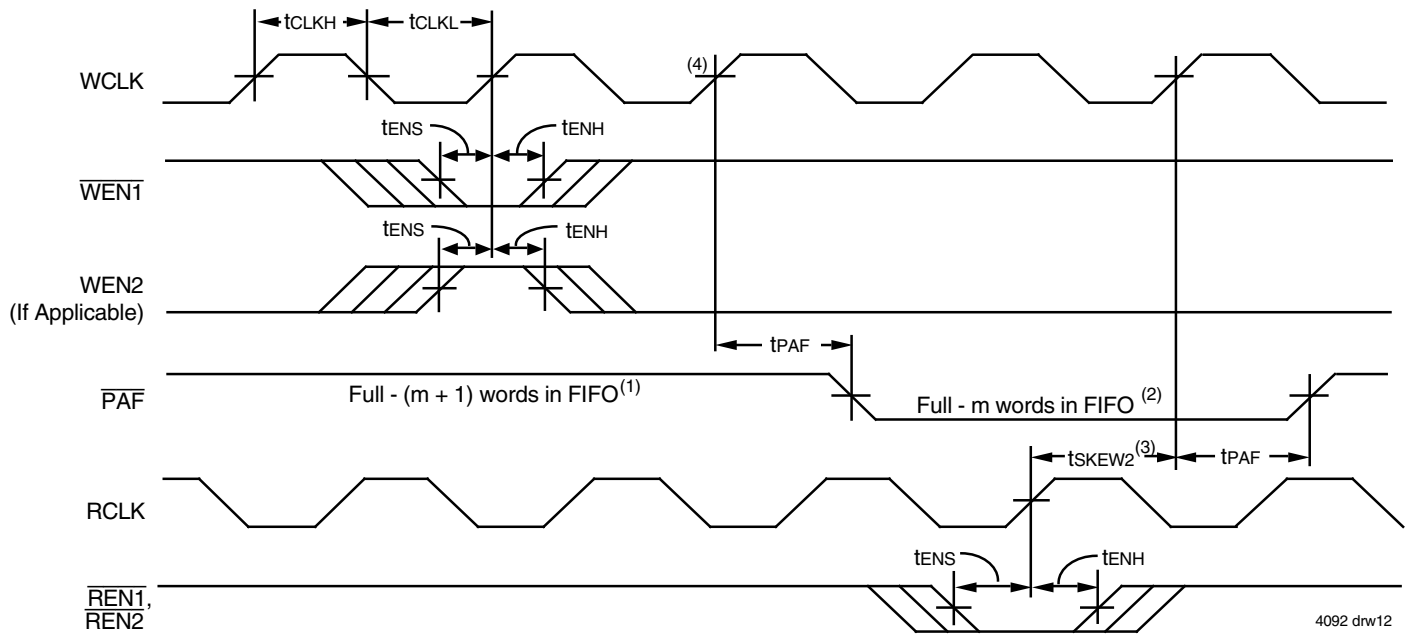 tCLKH tCLKL
WCLK
(4)
tENS tENH
WEN1
tENS tENH
WEN2
(If Applicable)
tPAF
PAF
Full - (m + 1) words in FIFO(1)
Full - m words in FIFO (2)
tSKEW2(3) tPAF
RCLK
tENS tENH
REN1,
REN2
4092 drw12